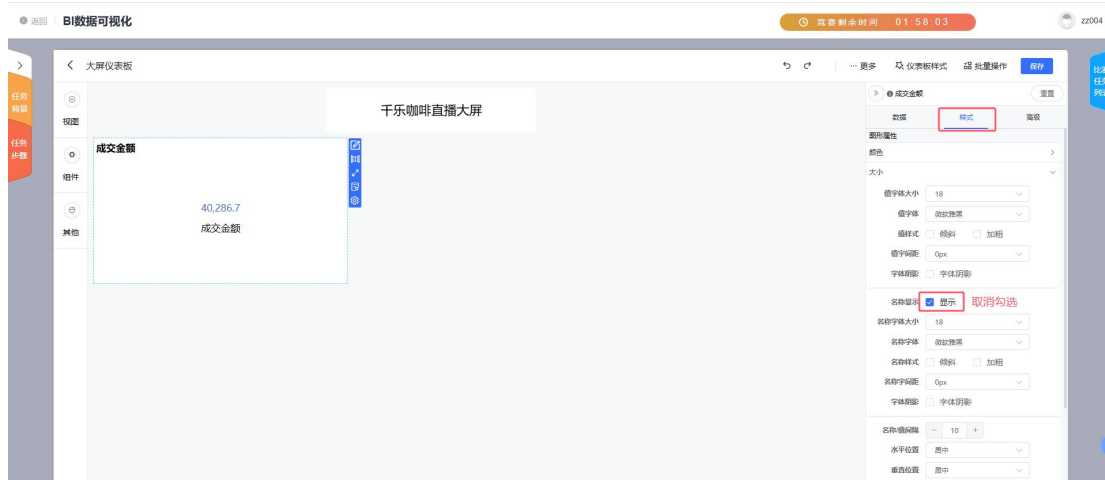 返回 BI数据可视化 竞赛剩余时间 01:58:03 zz004
大屏仪表板 更多 仪表板样式 批量操作 保存
任务背景
任务步骤
视图
组件
其他
千乐咖啡直播大屏
成交金额
40,286.7
成交金额
成交金额 重置
数据 样式 高级
图形属性
颜色
大小
值字体大小 18
值字体 微软雅黑
值样式 倾斜 加粗
值字间距 0px
字体阴影 字体阴影
名称显示 显示 取消勾选
名称字体大小 18
名称字体 微软雅黑
名称样式 倾斜 加粗
名称字间距 0px
字体阴影 字体阴影
名称/值间隔 - 10 +
水平位置 居中
垂直位置 居中